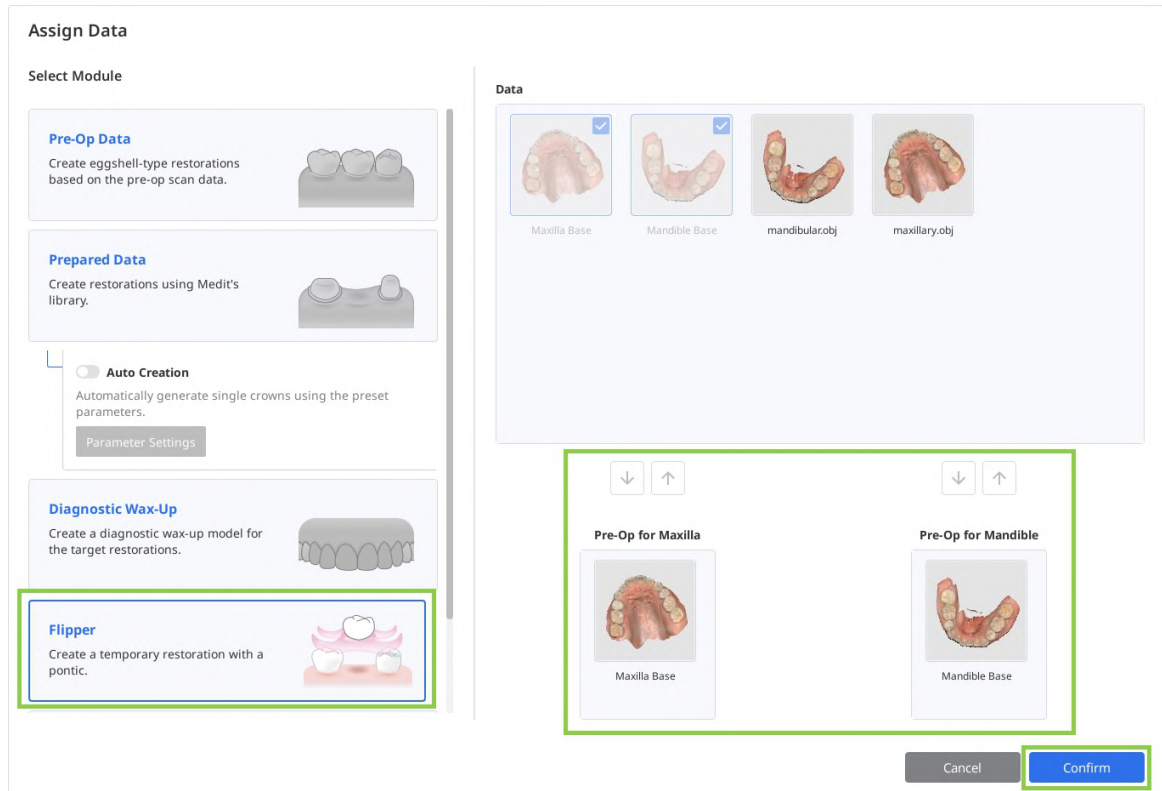 Assign Data
Select Module
Pre-Op Data
Create eggshell-type restorations
based on the pre-op scan data.
Prepared Data
Create restorations using Medit's
library.
Auto Creation
Automatically generate single crowns using the preset
parameters.
Parameter Settings
Diagnostic Wax-Up
Create a diagnostic wax-up model for
the target restorations.
Flipper
Create a temporary restoration with a
pontic.
Data
Maxilla Base
Mandible Base
mandibular.obj
maxillary.obj
Pre-Op for Maxilla
Maxilla Base
Pre-Op for Mandible
Mandible Base
Cancel
Confirm